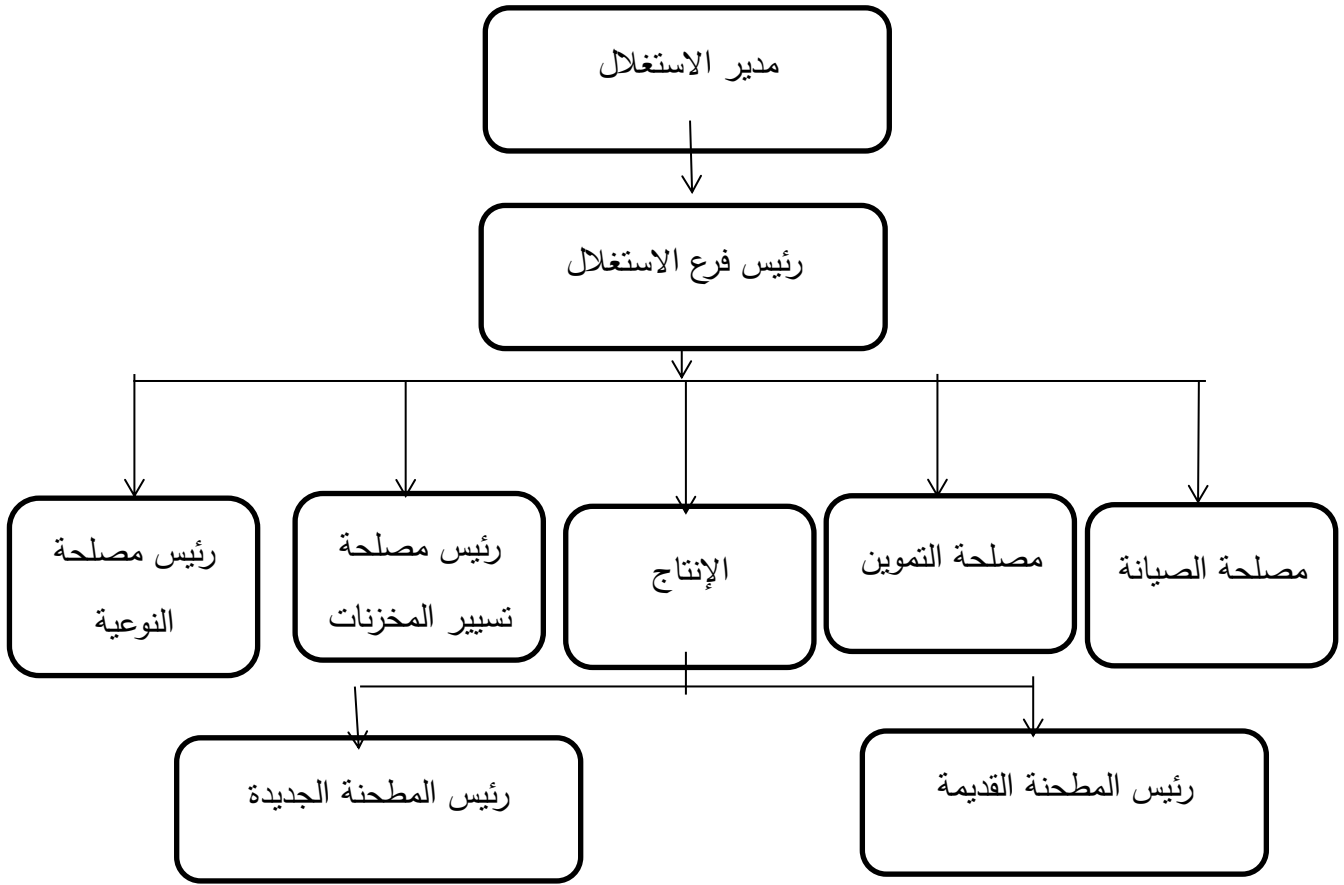 مدير الاستغلال
رئيس فرع الاستغلال
مصلحة الصيانة
مصلحة التموين
الإنتاج
رئيس مصلحة
تسيير المخزنات
رئيس مصلحة
النوعية
رئيس المطحنة القديمة
رئيس المطحنة الجديدة